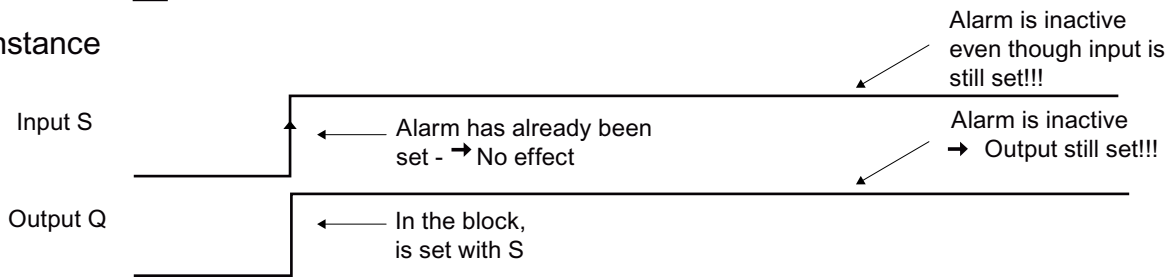 Alarm is inactive
even though input is
still set!!!
Input S
Alarm has already been
set - → No effect
Alarm is inactive
→ Output still set!!!
Output Q
In the block,
is set with S